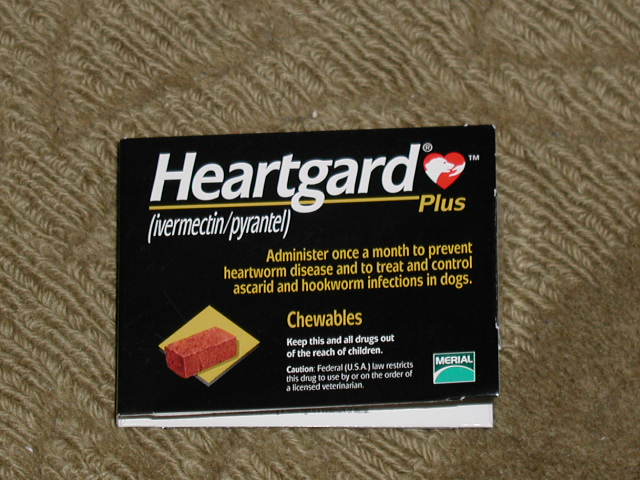 Heartgard® ™
Plus
(ivermectin/pyrantel)
Administer once a month to prevent
heartworm disease and to treat and control
ascarid and hookworm infections in dogs.
Chewables
Keep this and all drugs out
of the reach of children.
Caution: Federal (U.S.A.) law restricts
this drug to use by or on the order of
a licensed veterinarian.
MERIAL